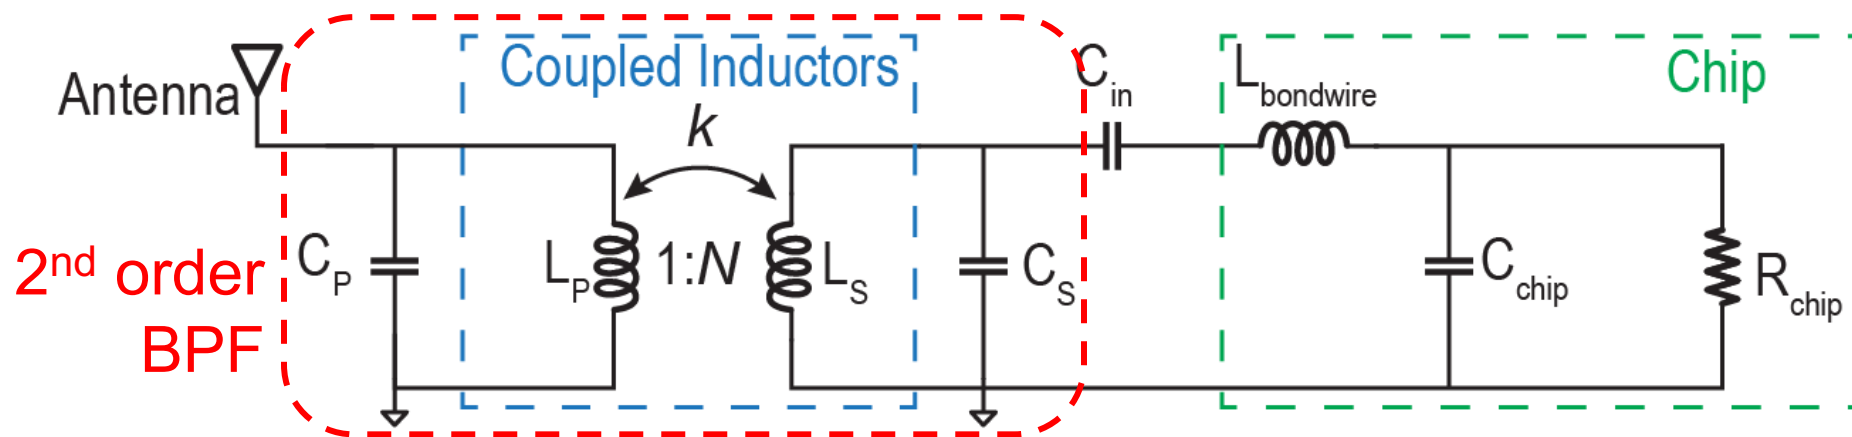 Coupled Inductors
C_in
L_bondwire
Chip
Antenna
k
2nd order
BPF
C_P
L_P
1:N
L_S
C_S
C_chip
R_chip